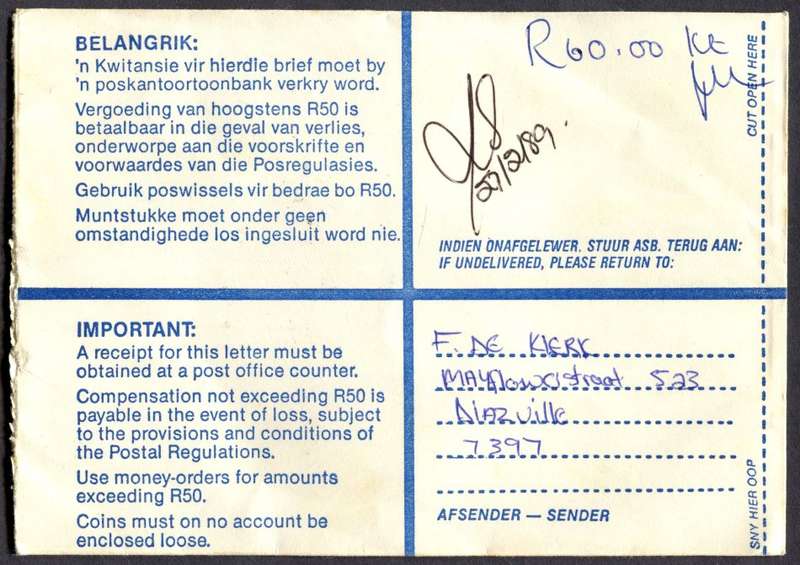 BELANGRIK:
'n Kwitansie vir hierdie brief moet by
'n poskantoortoonbank verkry word.
Vergoeding van hoogstens R50 is
betaalbaar in die geval van verlies,
onderworpe aan die voorskrifte en
voorwaardes van die Posregulasies.
Gebruik poswissels vir bedrae bo R50.
Muntstukke moet onder geen
omstandighede los ingesluit word nie.
R60.00
27/2/89.
CUT OPEN HERE
INDIEN ONAFGELEWER, STUUR ASB. TERUG AAN:
IF UNDELIVERED, PLEASE RETURN TO:
IMPORTANT:
A receipt for this letter must be
obtained at a post office counter.
Compensation not exceeding R50 is
payable in the event of loss, subject
to the provisions and conditions of
the Postal Regulations.
Use money-orders for amounts
exceeding R50.
Coins must on no account be
enclosed loose.
F. DE KLERK
MAYflowerstraat 523
Diazville
7397
AFSENDER — SENDER
SNY HIER OOP